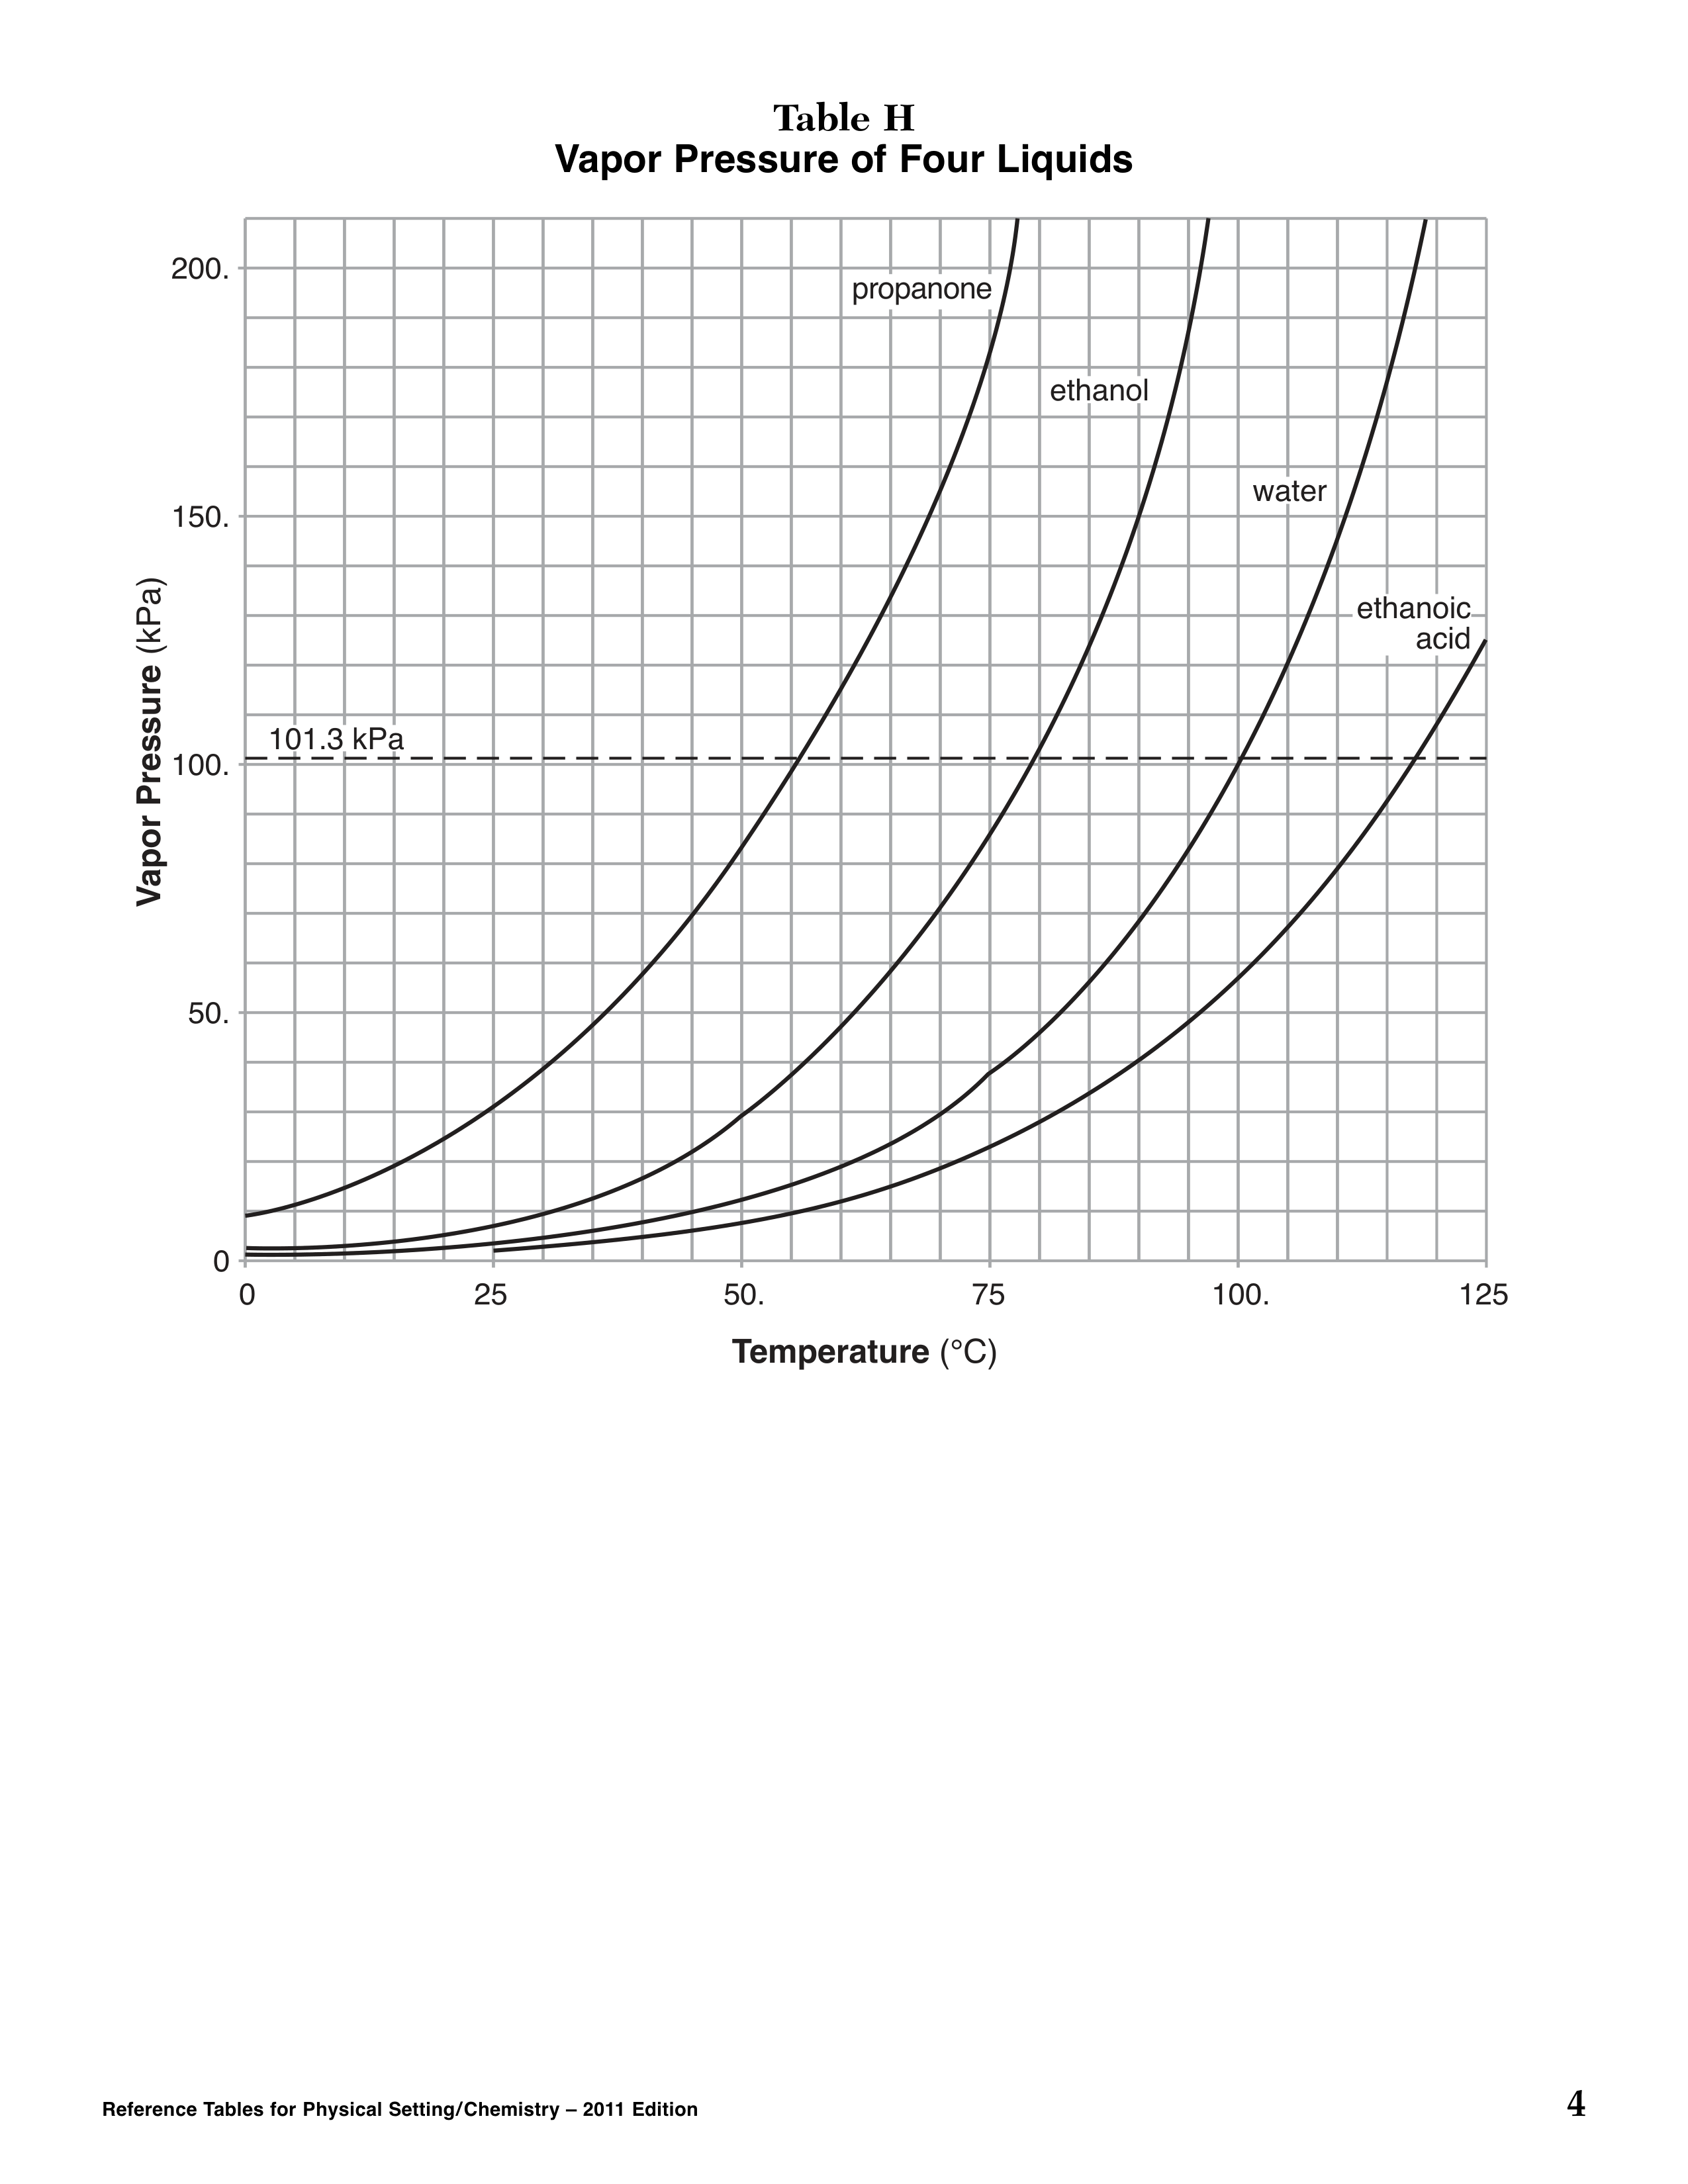 Table H
Vapor Pressure of Four Liquids
200.
propanone
ethanol
water
150.
ethanoic
acid
Vapor Pressure (kPa)
101.3 kPa
100.
50.
0
0 25 50. 75 100. 125
Temperature (°C)
Reference Tables for Physical Setting/Chemistry – 2011 Edition 4